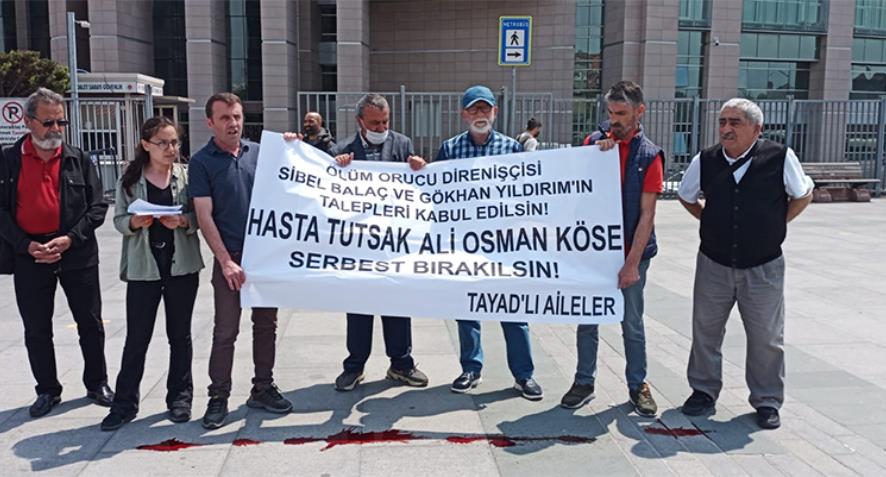 METROBÜS
ÖLÜM ORUCU DİRENİŞÇİSİ
SİBEL BALAÇ VE GÖKHAN YILDIRIM'IN
TALEPLERİ KABUL EDİLSİN!
HASTA TUTSAK ALİ OSMAN KÖSE
SERBEST BIRAKILSIN!
TAYAD'LI AİLELER